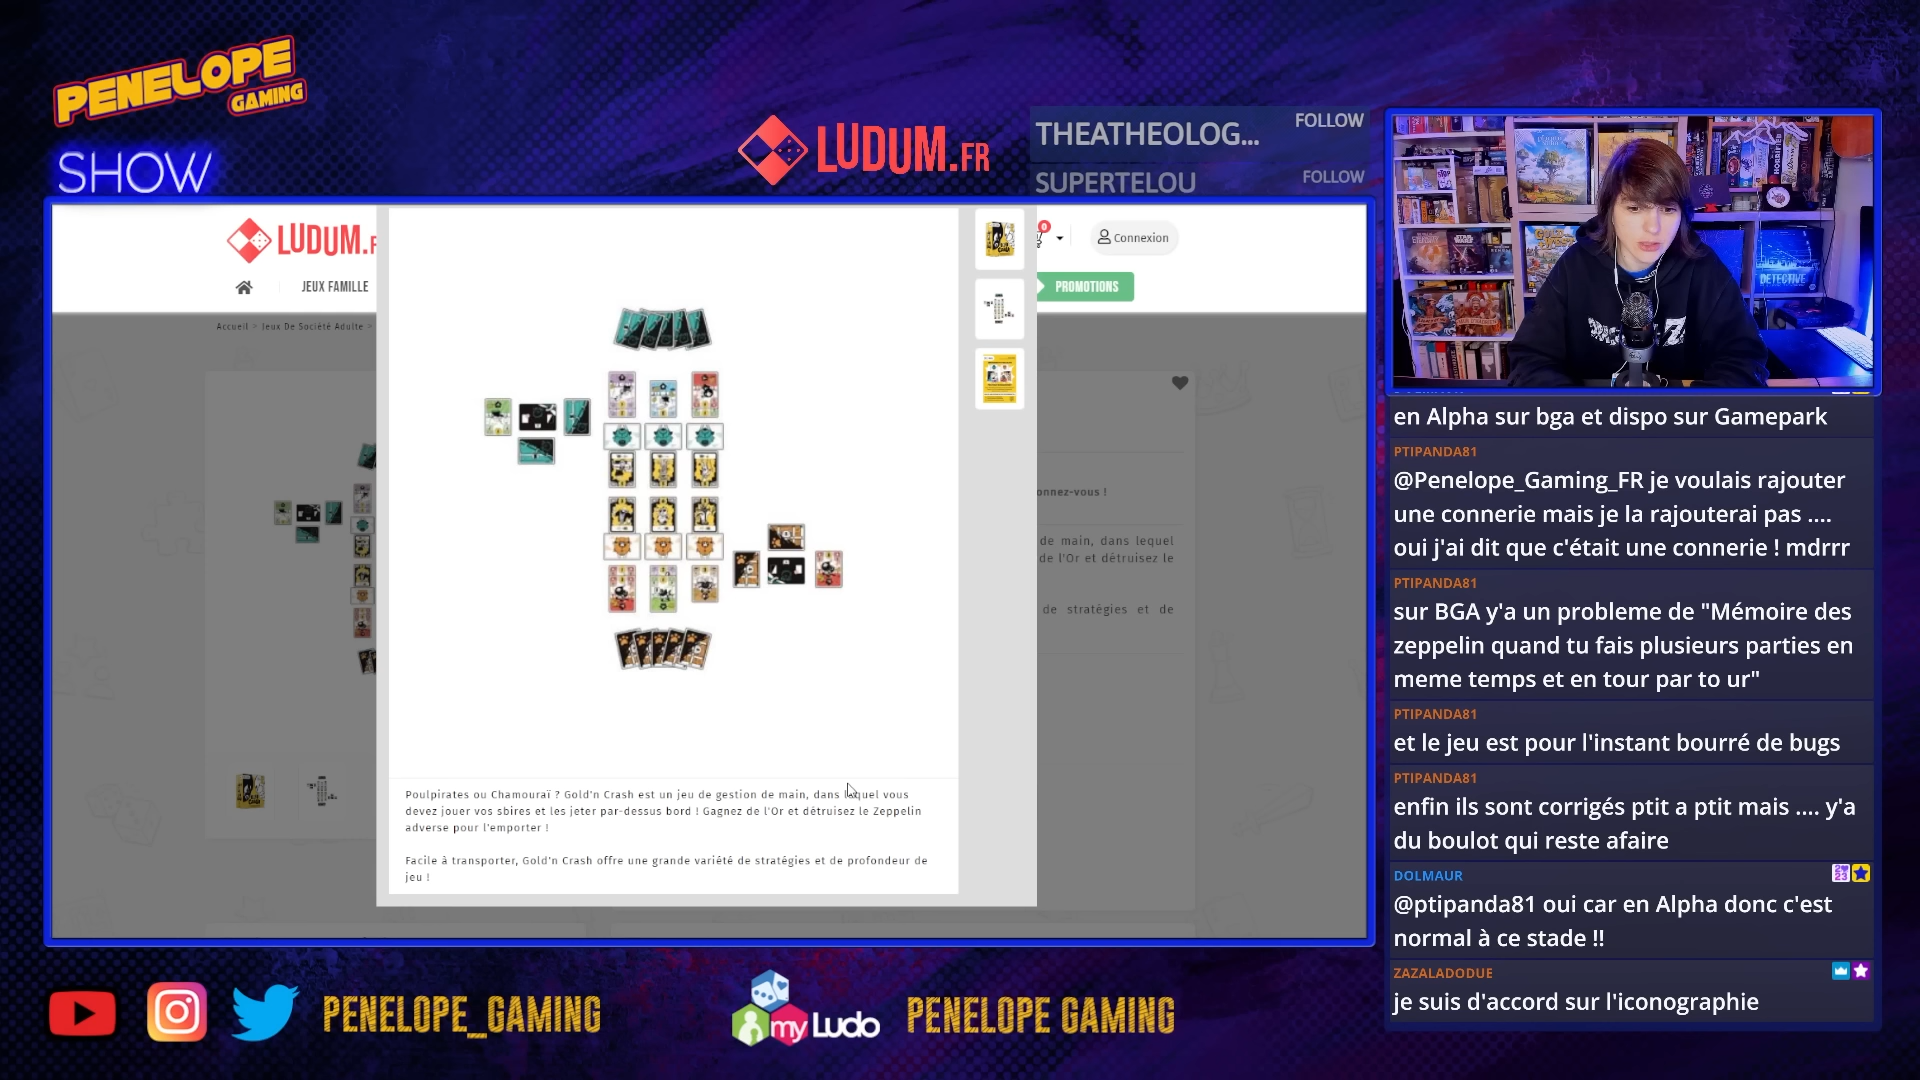 PENELOPE
GAMING
SHOW
LUDUM.FR
THEATHEOLOG... FOLLOW
SUPERTELOU FOLLOW
LUDUM.F
0
Connexion
JEUX FAMILLE
PROMOTIONS
Accueil > Jeux De Société Adulte >
onnez-vous !
de main, dans lequel
de l'Or et détruisez le
de stratégies et de
Poulpirates ou Chamouraï ? Gold'n Crash est un jeu de gestion de main, dans lequel vous
devez jouer vos sbires et les jeter par-dessus bord ! Gagnez de l'Or et détruisez le Zeppelin
adverse pour l'emporter !
Facile à transporter, Gold'n Crash offre une grande variété de stratégies et de profondeur de
jeu !
STAR WARS
DETECTIVE
en Alpha sur bga et dispo sur Gamepark
PTIPANDA81
@Penelope_Gaming_FR je voulais rajouter
une connerie mais je la rajouterai pas ....
oui j'ai dit que c'était une connerie ! mdrrr
PTIPANDA81
sur BGA y'a un probleme de "Mémoire des
zeppelin quand tu fais plusieurs parties en
meme temps et en tour par to ur"
PTIPANDA81
et le jeu est pour l'instant bourré de bugs
PTIPANDA81
enfin ils sont corrigés ptit a ptit mais .... y'a
du boulot qui reste afaire
DOLMAUR
@ptipanda81 oui car en Alpha donc c'est
normal à ce stade !!
ZAZALADODUE
je suis d'accord sur l'iconographie
PENELOPE_GAMING
myLudo
PENELOPE GAMING